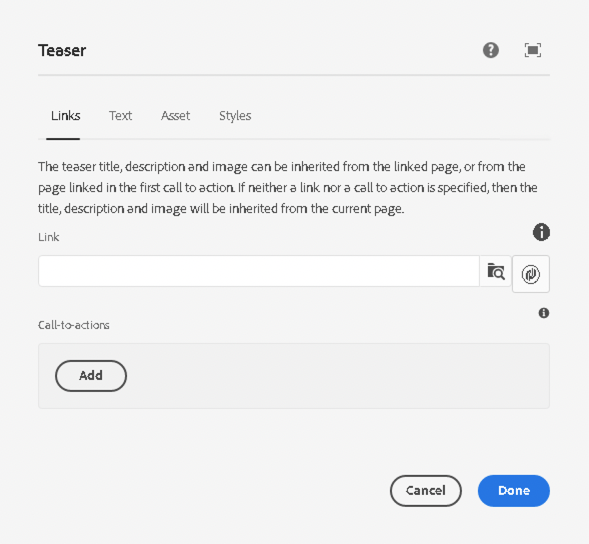 Teaser
Links Text Asset Styles
The teaser title, description and image can be inherited from the linked page, or from the
page linked in the first call to action. If neither a link nor a call to action is specified, then the
title, description and image will be inherited from the current page.
Link
Call-to-actions
Add
Cancel Done